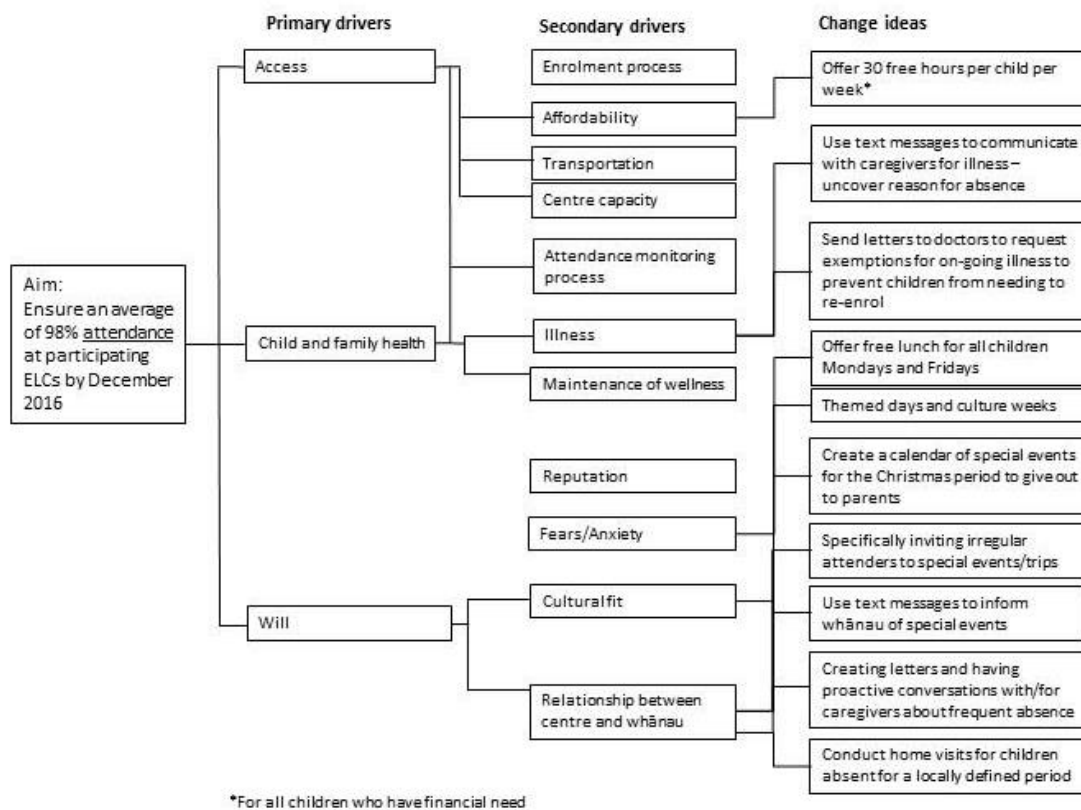 Primary drivers
Secondary drivers
Change ideas
Aim:
Ensure an average
of 98% attendance
at participating
ELCs by December
2016
Access
Child and family health
Will
Enrolment process
Affordability
Transportation
Centre capacity
Attendance monitoring
process
Illness
Maintenance of wellness
Reputation
Fears/Anxiety
Cultural fit
Relationship between
centre and whānau
Offer 30 free hours per child per
week*
Use text messages to communicate
with caregivers for illness–
uncover reason for absence
Send letters to doctors to request
exemptions for on-going illness to
prevent children from needing to
re-enrol
Offer free lunch for all children
Mondays and Fridays
Themed days and culture weeks
Create a calendar of special events
for the Christmas period to give out
to parents
Specifically inviting irregular
attenders to special events/trips
Use text messages to inform
whānau of special events
Creating letters and having
proactive conversations with/for
caregivers about frequent absence
Conduct home visits for children
absent for a locally defined period
*For all children who have financial need